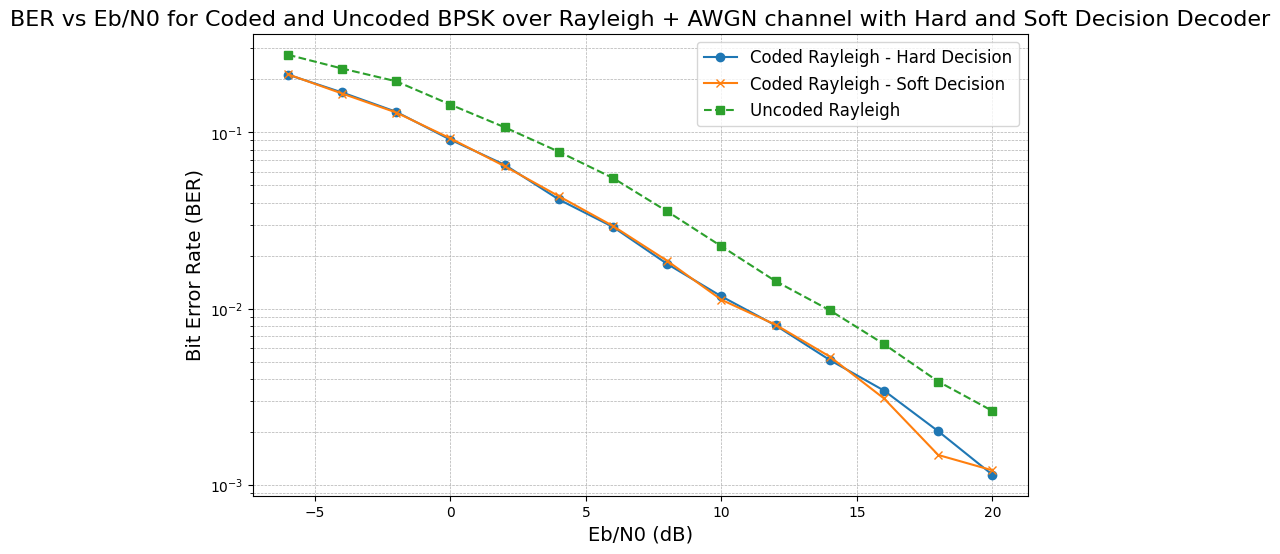 BER vs Eb/N0 for Coded and Uncoded BPSK over Rayleigh + AWGN channel with Hard and Soft Decision Decoder
Coded Rayleigh - Hard Decision
Coded Rayleigh - Soft Decision
Uncoded Rayleigh
Bit Error Rate (BER)
10⁻¹
10⁻²
10⁻³
−5
0
5
10
15
20
Eb/N0 (dB)